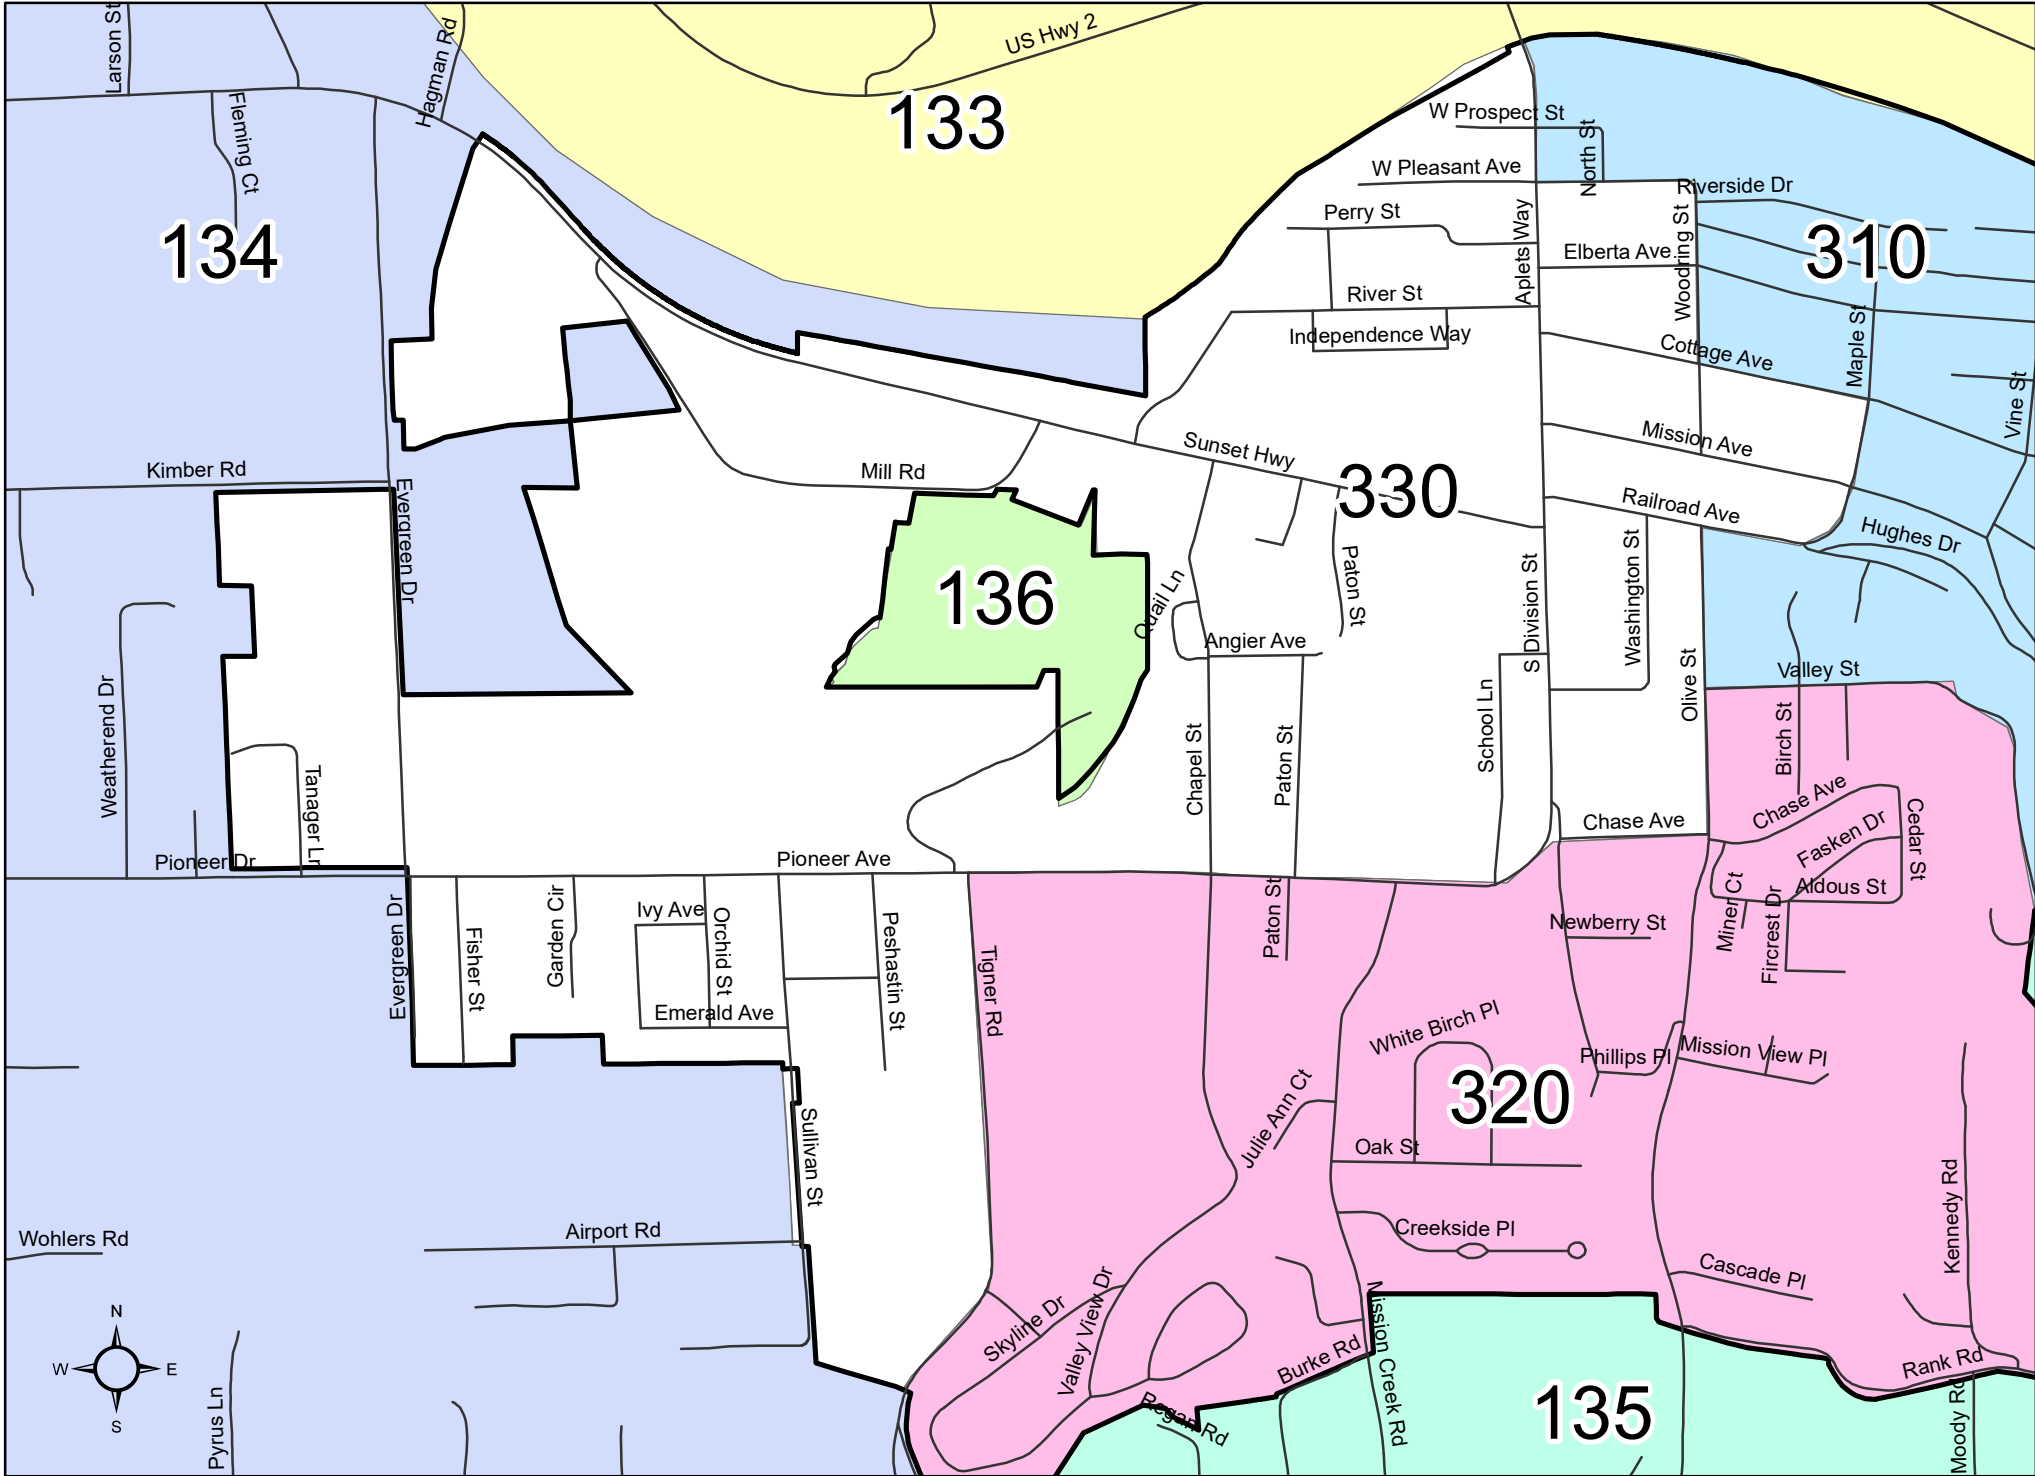 Larson St
Hagman Rd
US Hwy 2
Fleming Ct
133
W Prospect St
North St
W Pleasant Ave
Riverside Dr
134
Perry St
Aplets Way
Woodring St
Elberta Ave
310
River St
Independence Way
Cottage Ave
Maple St
Vine St
Sunset Hwy
Mission Ave
Kimber Rd
Mill Rd
330
Railroad Ave
Evergreen Dr
Hughes Dr
136
Quail Ln
Paton St
Angier Ave
S Division St
Washington St
Olive St
Valley St
Weatherend Dr
Tanager Ln
Chapel St
Paton St
School Ln
Birch St
Chase Ave
Chase Ave
Fasken Dr
Cedar St
Pioneer Dr
Pioneer Ave
Aldous St
Evergreen Dr
Fisher St
Garden Cir
Ivy Ave
Orchid St
Peshastin St
Emerald Ave
Tigner Rd
Paton St
Newberry St
Miner Ct
Fircrest Dr
White Birch Pl
Phillips Pl
Mission View Pl
320
Julie Ann Ct
Sullivan St
Oak St
Kennedy Rd
Wohlers Rd
Airport Rd
Creekside Pl
Cascade Pl
Skyline Dr
Valley View Dr
Burke Rd
Mission Creek Rd
Rank Rd
N
W
E
S
Pyrus Ln
Regan Rd
135
Moody Rd